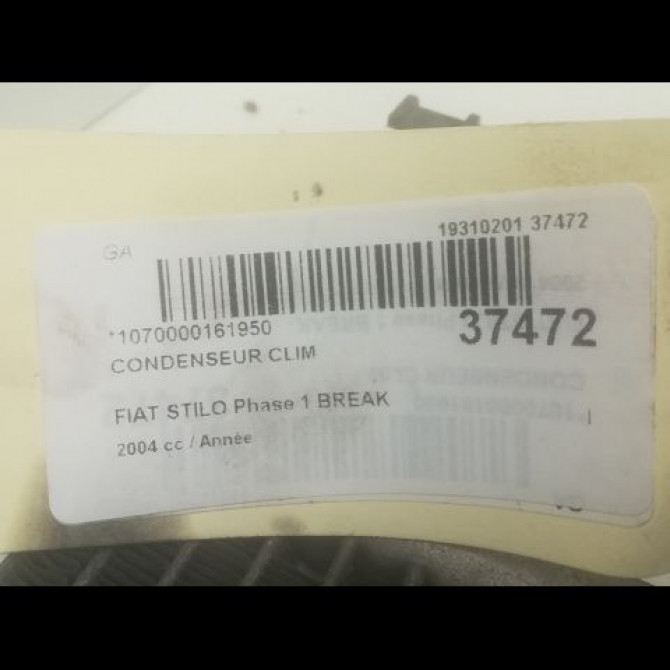 GA
19310201 37472
*1070000161950
37472
CONDENSEUR CLIM
FIAT STILO Phase 1 BREAK
2004 cc / Année